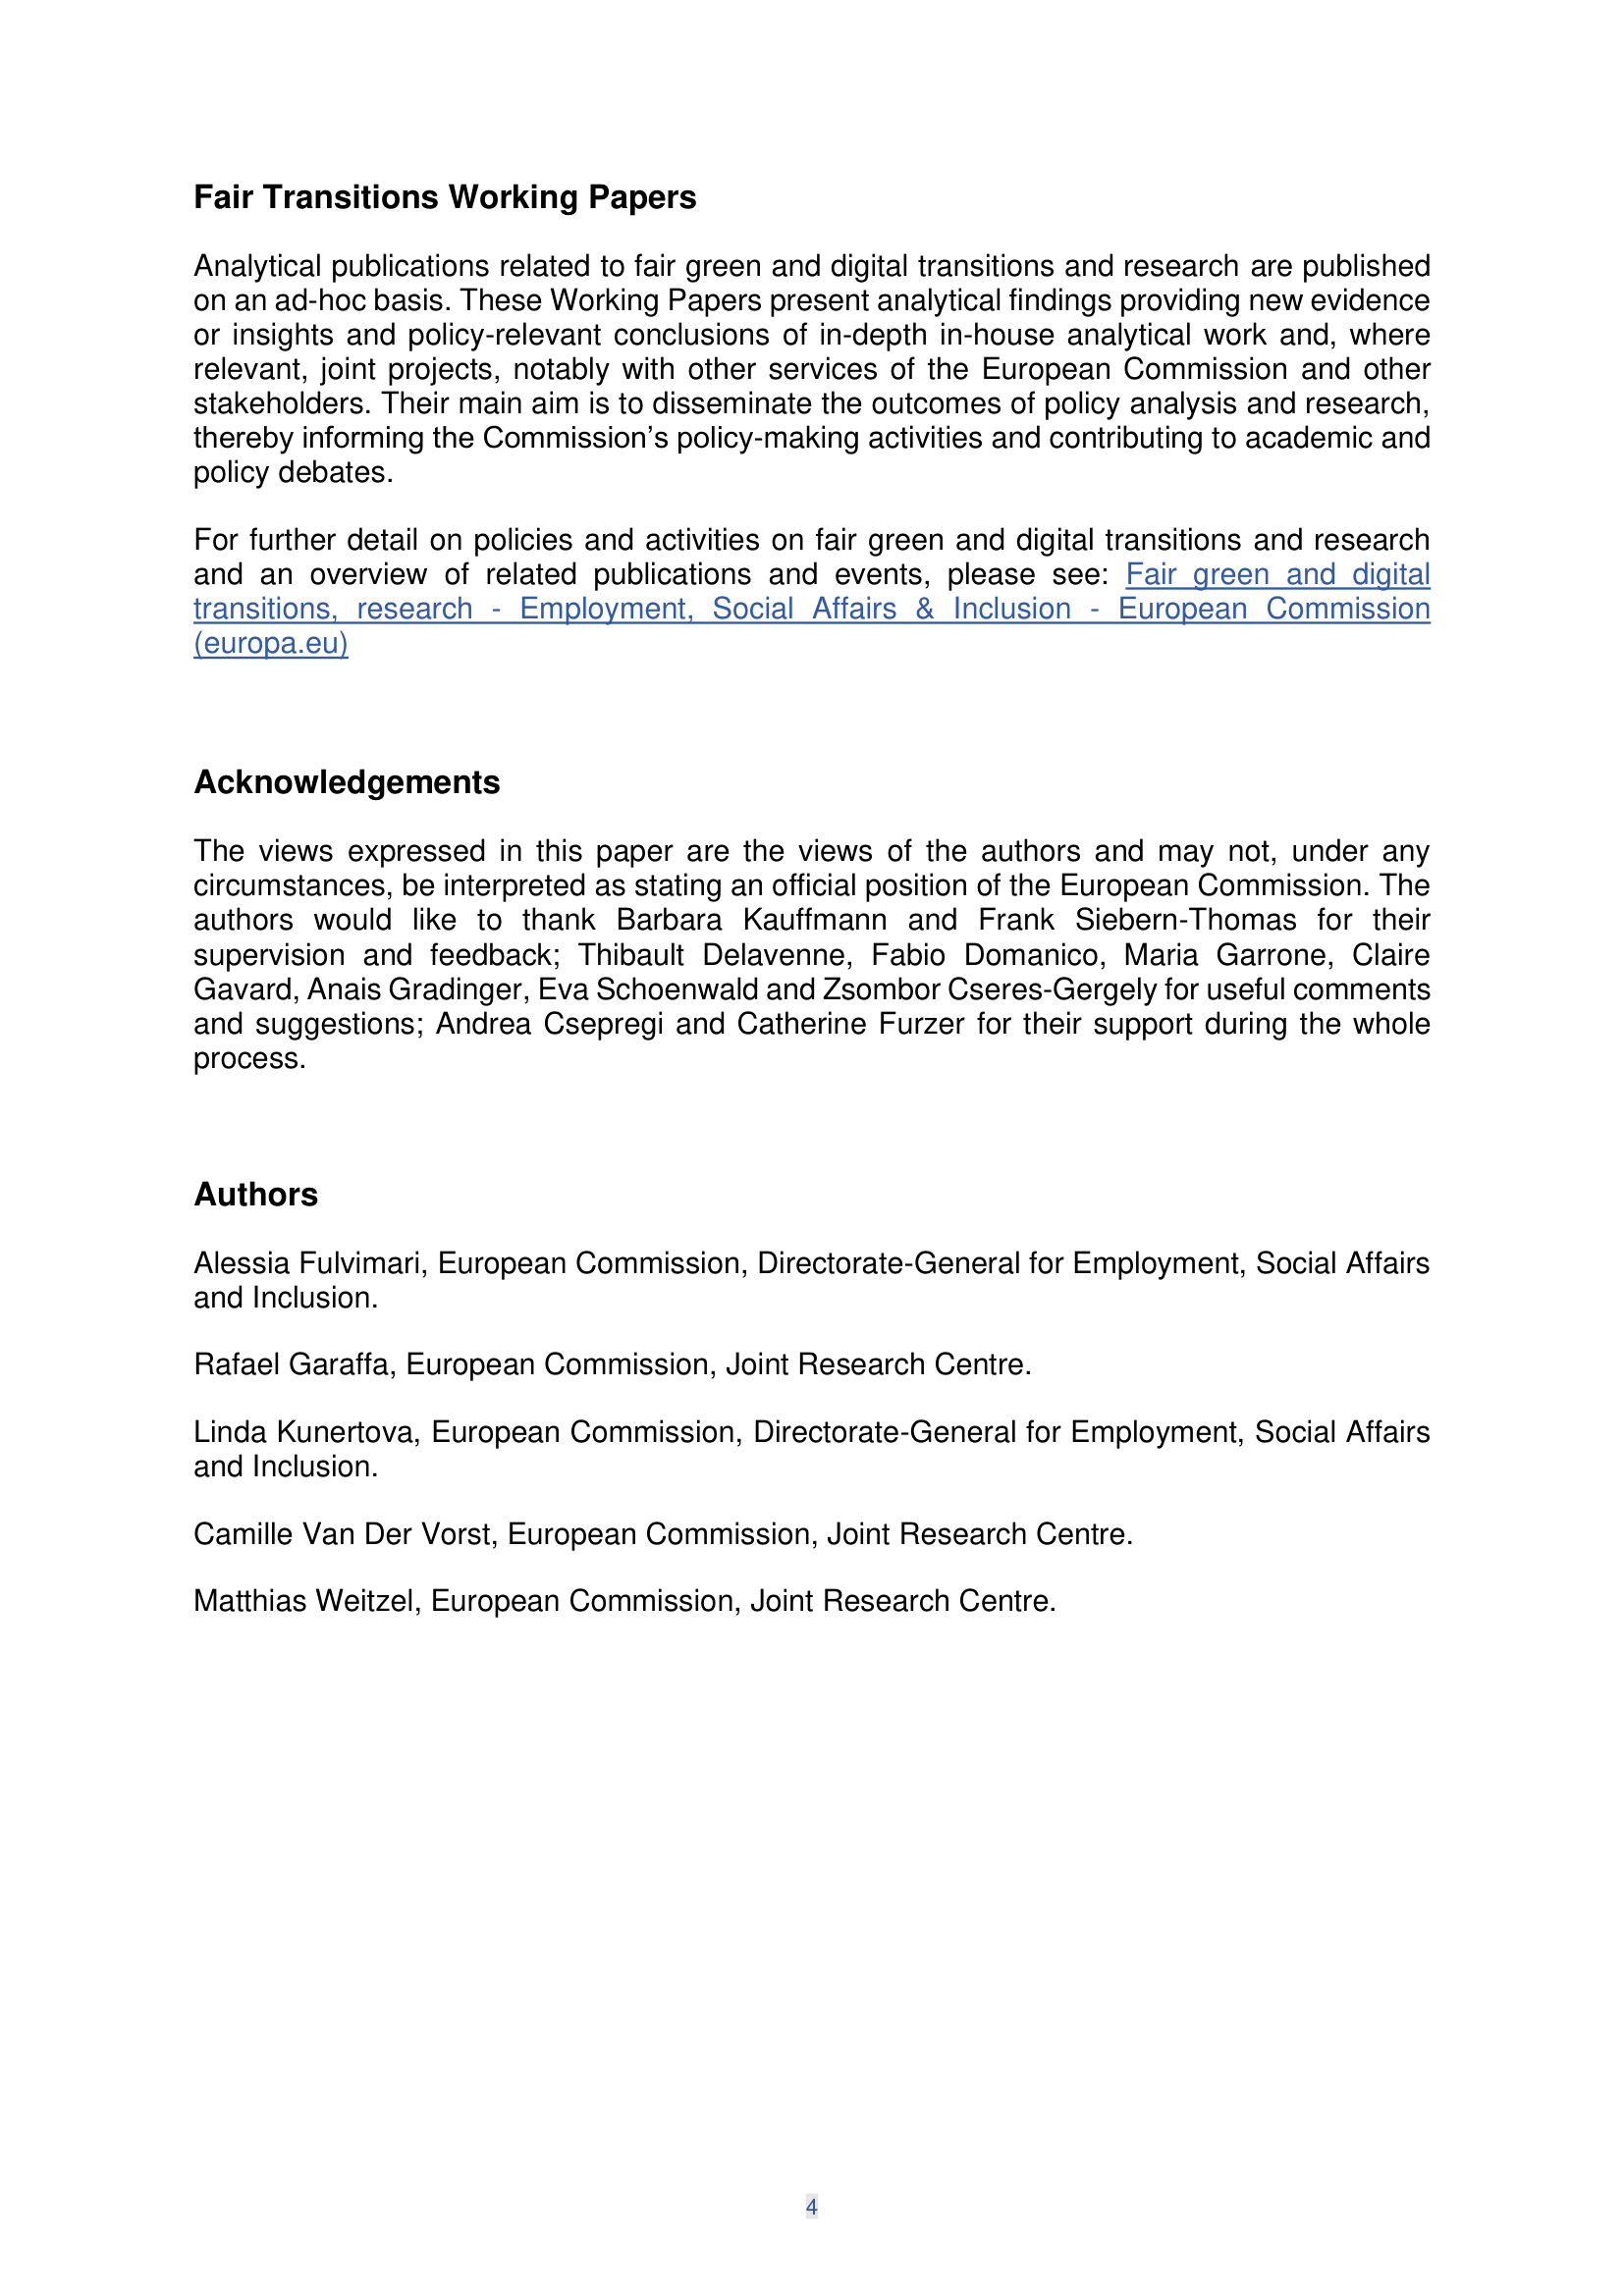 Fair Transitions Working Papers
Analytical publications related to fair green and digital transitions and research are published
on an ad-hoc basis. These Working Papers present analytical findings providing new evidence
or insights and policy-relevant conclusions of in-depth in-house analytical work and, where
relevant, joint projects, notably with other services of the European Commission and other
stakeholders. Their main aim is to disseminate the outcomes of policy analysis and research,
thereby informing the Commission’s policy-making activities and contributing to academic and
policy debates.
For further detail on policies and activities on fair green and digital transitions and research
and an overview of related publications and events, please see: Fair green and digital
transitions, research - Employment, Social Affairs & Inclusion - European Commission
(europa.eu)
Acknowledgements
The views expressed in this paper are the views of the authors and may not, under any
circumstances, be interpreted as stating an official position of the European Commission. The
authors would like to thank Barbara Kauffmann and Frank Siebern-Thomas for their
supervision and feedback; Thibault Delavenne, Fabio Domanico, Maria Garrone, Claire
Gavard, Anais Gradinger, Eva Schoenwald and Zsombor Cseres-Gergely for useful comments
and suggestions; Andrea Csepregi and Catherine Furzer for their support during the whole
process.
Authors
Alessia Fulvimari, European Commission, Directorate-General for Employment, Social Affairs
and Inclusion.
Rafael Garaffa, European Commission, Joint Research Centre.
Linda Kunertova, European Commission, Directorate-General for Employment, Social Affairs
and Inclusion.
Camille Van Der Vorst, European Commission, Joint Research Centre.
Matthias Weitzel, European Commission, Joint Research Centre.
4